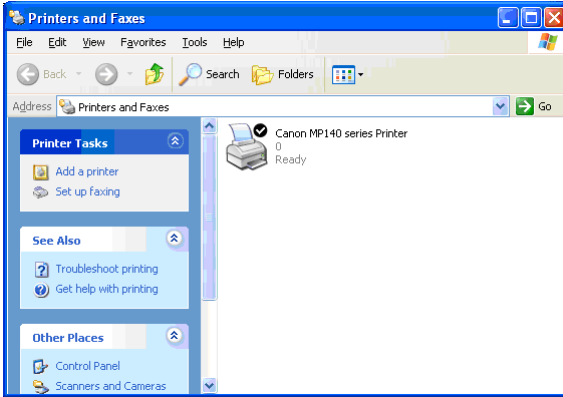 Printers and Faxes
File Edit View Favorites Tools Help
Back Search Folders
Address Printers and Faxes Go
Printer Tasks
Add a printer
Set up faxing
See Also
Troubleshoot printing
Get help with printing
Other Places
Control Panel
Scanners and Cameras
Canon MP140 series Printer
0
Ready